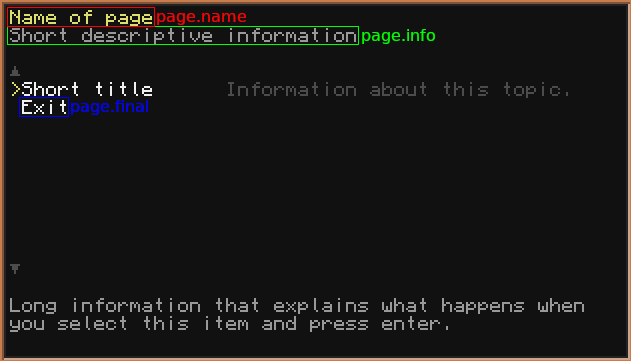 Name of page page.name
Short descriptive information page.info
>Short title Information about this topic.
Exit page.final
Long information that explains what happens when
you select this item and press enter.